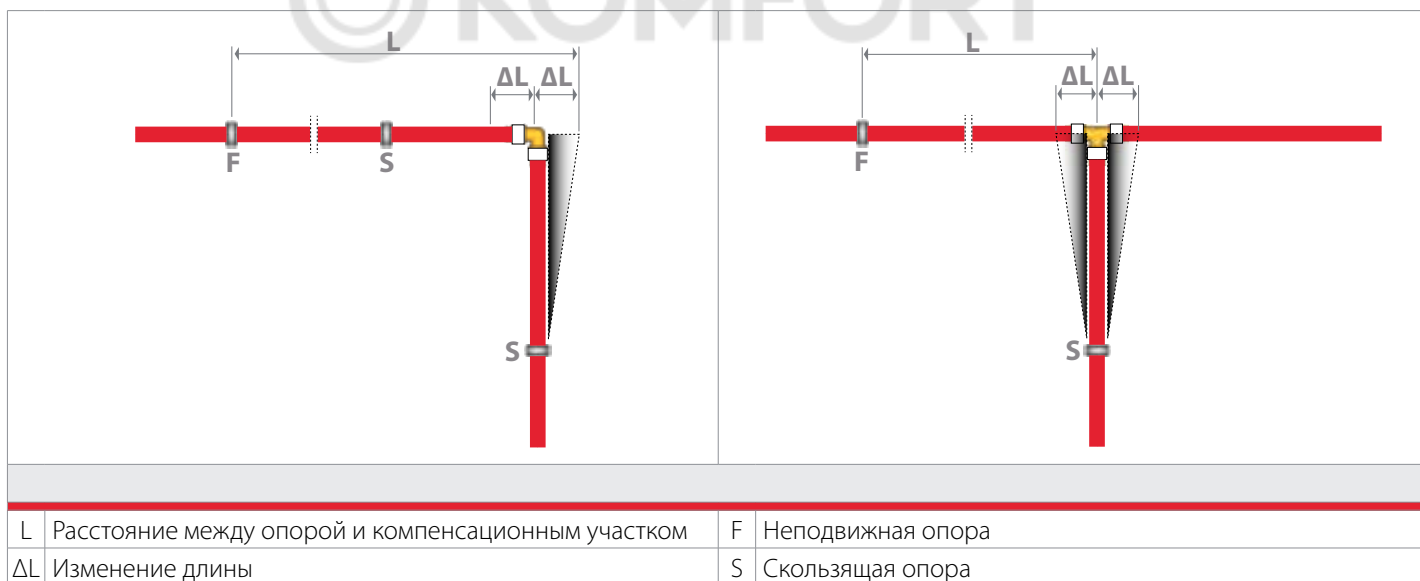 KOMFORT
L
ΔL ΔL
F
S
S
L
ΔL ΔL
F
S
L Расстояние между опорой и компенсационным участком
F Неподвижная опора
ΔL Изменение длины
S Скользящая опора